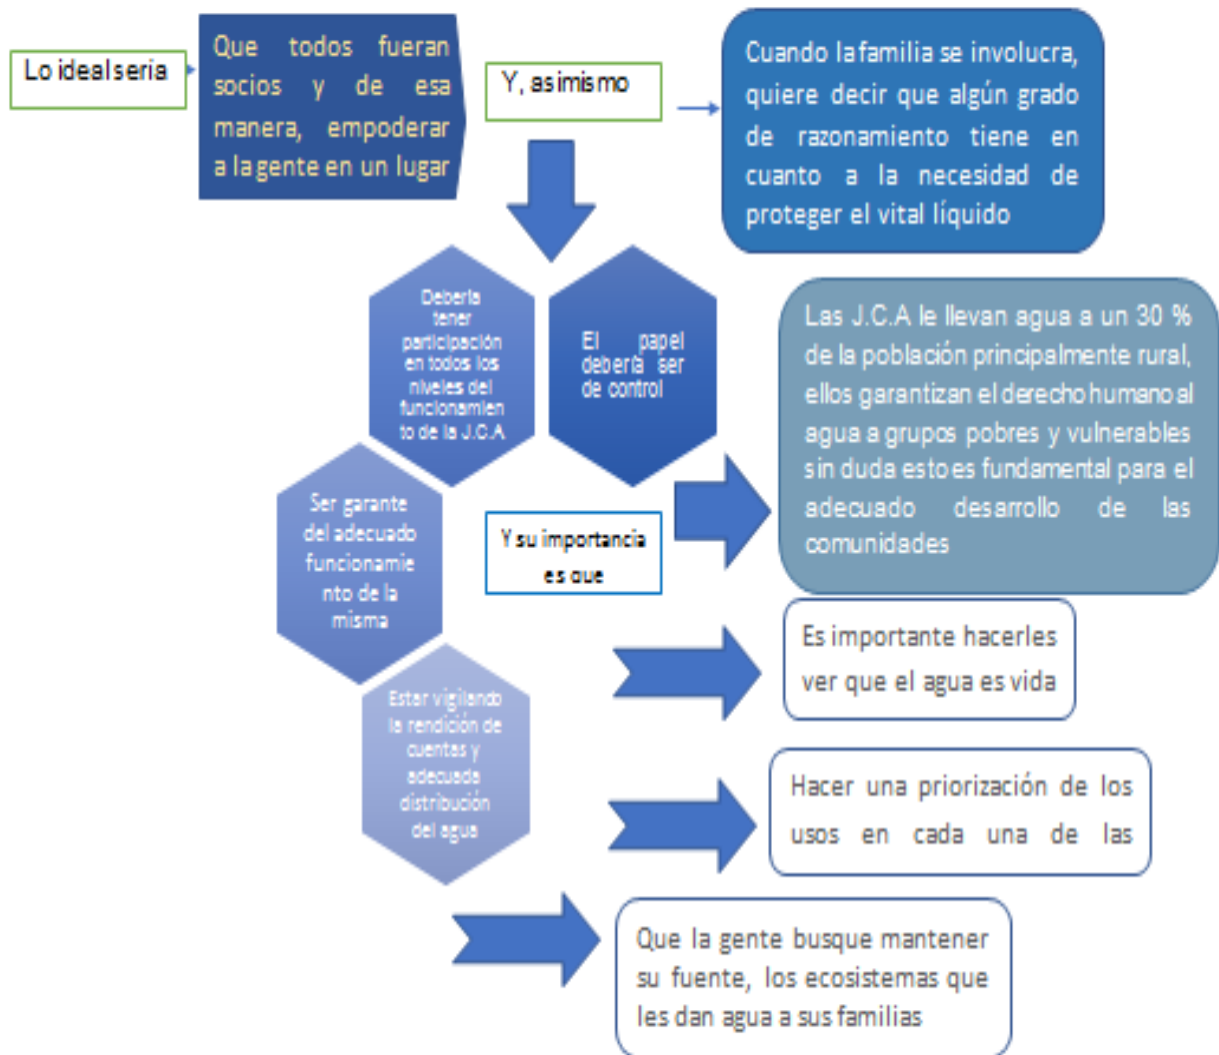 Lo ideal sería
Que todos fueran
socios y de esa
manera, empoderar
a la gente en un lugar
Y, asimismo
Cuando la familia se involucra,
quiere decir que algún grado
de razonamiento tiene en
cuanto a la necesidad de
proteger el vital líquido
Debería
tener
participación
en todos los
niveles del
funcionamien
to de la J.C.A
El papel
debería ser
de control
Las J.C.A le llevan agua a un 30 %
de la población principalmente rural,
ellos garantizan el derecho humano al
agua a grupos pobres y vulnerables
sin duda esto es fundamental para el
adecuado desarrollo de las
comunidades
Ser garante
del adecuado
funcionamie
nto de la
misma
Y su importancia
es que
Es importante hacerles
ver que el agua es vida
Estar vigilando
la rendición de
cuentas y
adecuada
distribución
del agua
Hacer una priorización de los
usos en cada una de las
Que la gente busque mantener
su fuente, los ecosistemas que
les dan agua a sus familias